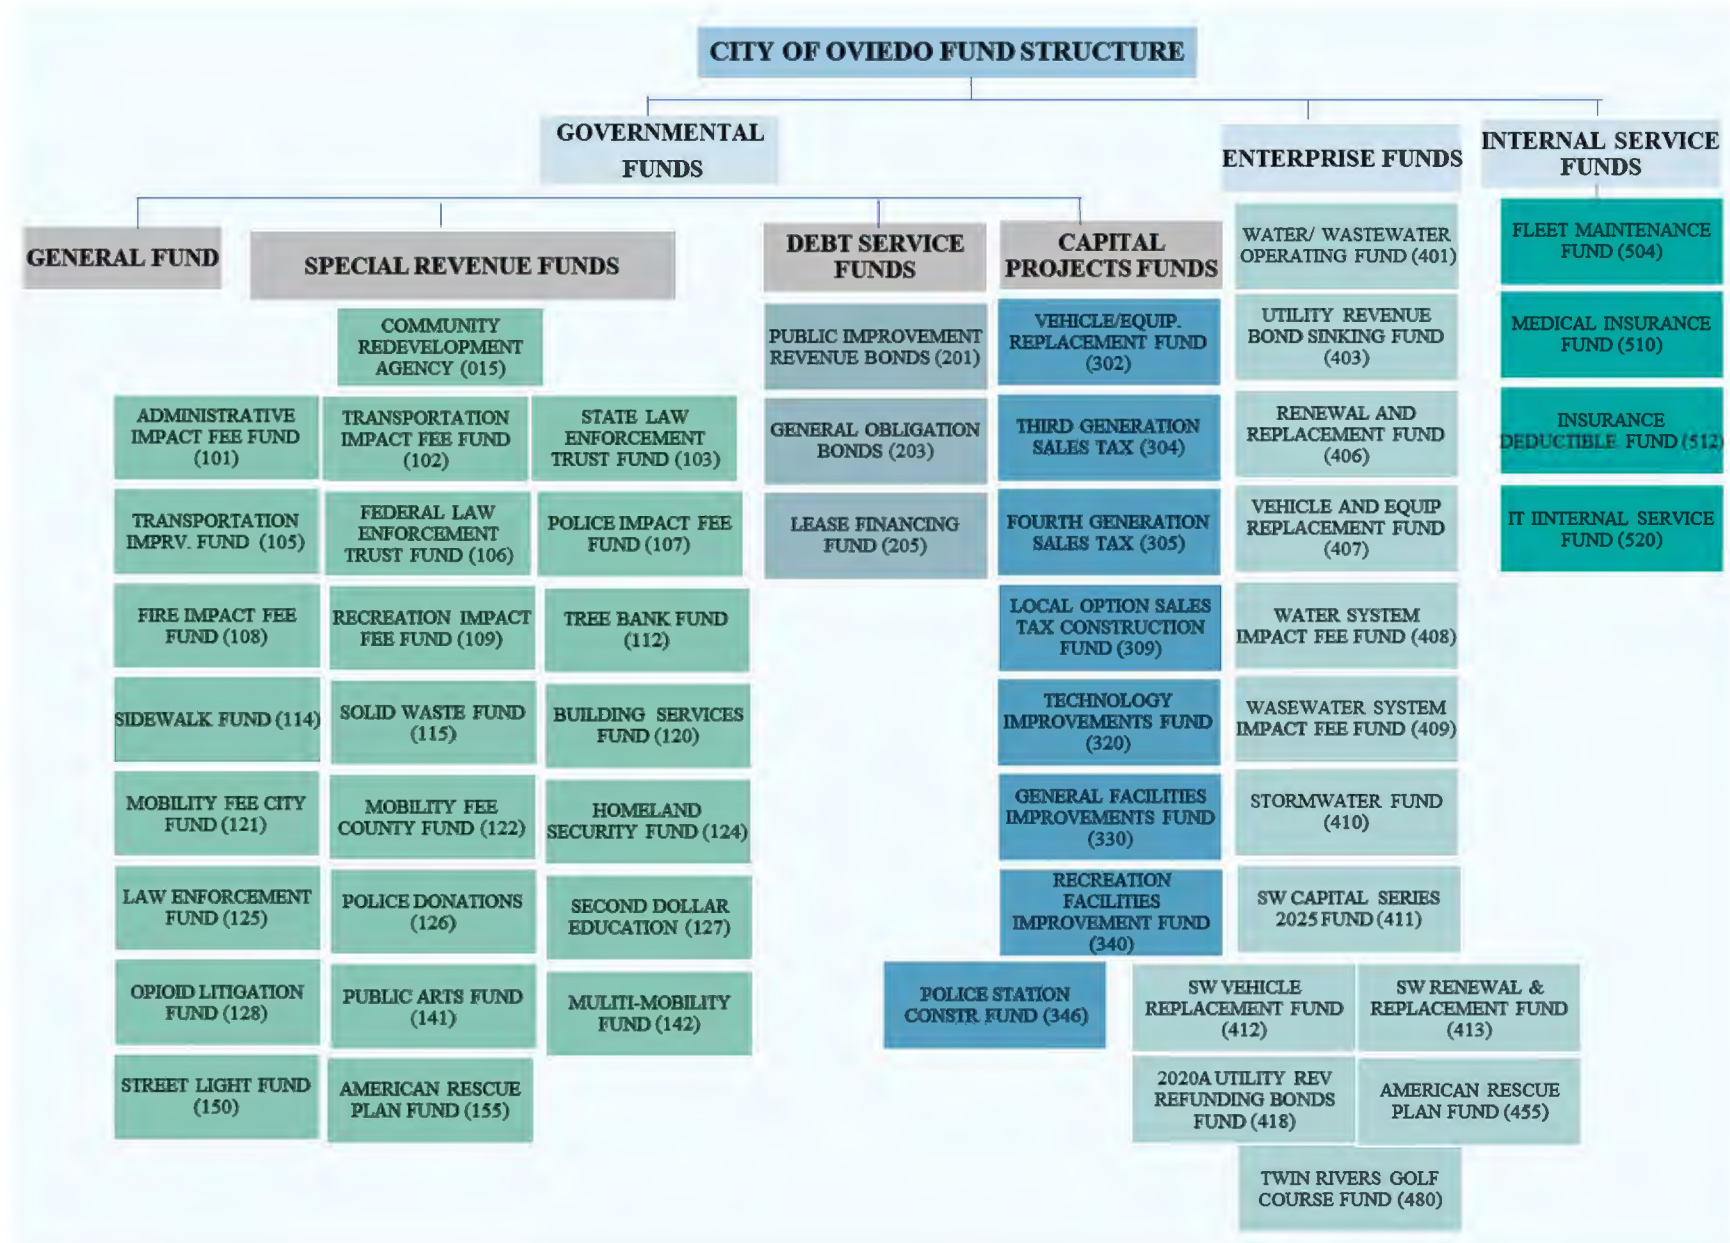 CITY OF OVIEDO FUND STRUCTURE
GOVERNMENTAL
FUNDS
ENTERPRISE FUNDS
INTERNAL SERVICE
FUNDS
GENERAL FUND
SPECIAL REVENUE FUNDS
DEBT SERVICE
FUNDS
CAPITAL
PROJECTS FUNDS
COMMUNITY
REDEVELOPMENT
AGENCY (015)
ADMINISTRATIVE
IMPACT FEE FUND
(101)
TRANSPORTATION
IMPACT FEE FUND
(102)
STATE LAW
ENFORCEMENT
TRUST FUND (103)
TRANSPORTATION
IMPRV. FUND (105)
FEDERAL LAW
ENFORCEMENT
TRUST FUND (106)
POLICE IMPACT FEE
FUND (107)
FIRE IMPACT FEE
FUND (108)
RECREATION IMPACT
FEE FUND (109)
TREE BANK FUND
(112)
SIDEWALK FUND (114)
SOLID WASTE FUND
(115)
BUILDING SERVICES
FUND (120)
MOBILITY FEE CITY
FUND (121)
MOBILITY FEE
COUNTY FUND (122)
HOMELAND
SECURITY FUND (124)
LAW ENFORCEMENT
FUND (125)
POLICE DONATIONS
(126)
SECOND DOLLAR
EDUCATION (127)
OPIOID LITIGATION
FUND (128)
PUBLIC ARTS FUND
(141)
MULITI-MOBILITY
FUND (142)
STREET LIGHT FUND
(150)
AMERICAN RESCUE
PLAN FUND (155)
PUBLIC IMPROVEMENT
REVENUE BONDS (201)
GENERAL OBLIGATION
BONDS (203)
LEASE FINANCING
FUND (205)
VEHICLE/EQUIP.
REPLACEMENT FUND
(302)
THIRD GENERATION
SALES TAX (304)
FOURTH GENERATION
SALES TAX (305)
LOCAL OPTION SALES
TAX CONSTRUCTION
FUND (309)
TECHNOLOGY
IMPROVEMENTS FUND
(320)
GENERAL FACILITIES
IMPROVEMENTS FUND
(330)
RECREATION
FACILITIES
IMPROVEMENT FUND
(340)
POLICE STATION
CONSTR FUND (346)
WATER/ WASTEWATER
OPERATING FUND (401)
UTILITY REVENUE
BOND SINKING FUND
(403)
RENEWAL AND
REPLACEMENT FUND
(406)
VEHICLE AND EQUIP
REPLACEMENT FUND
(407)
WATER SYSTEM
IMPACT FEE FUND (408)
WASEWATER SYSTEM
IMPACT FEE FUND (409)
STORMWATER FUND
(410)
SW CAPITAL SERIES
2025 FUND (411)
SW VEHICLE
REPLACEMENT FUND
(412)
SW RENEWAL &
REPLACEMENT FUND
(413)
2020A UTILITY REV
REFUNDING BONDS
FUND (418)
AMERICAN RESCUE
PLAN FUND (455)
TWIN RIVERS GOLF
COURSE FUND (480)
FLEET MAINTENANCE
FUND (504)
MEDICAL INSURANCE
FUND (510)
INSURANCE
DEDUCTIBLE FUND (512)
IT IINTERNAL SERVICE
FUND (520)